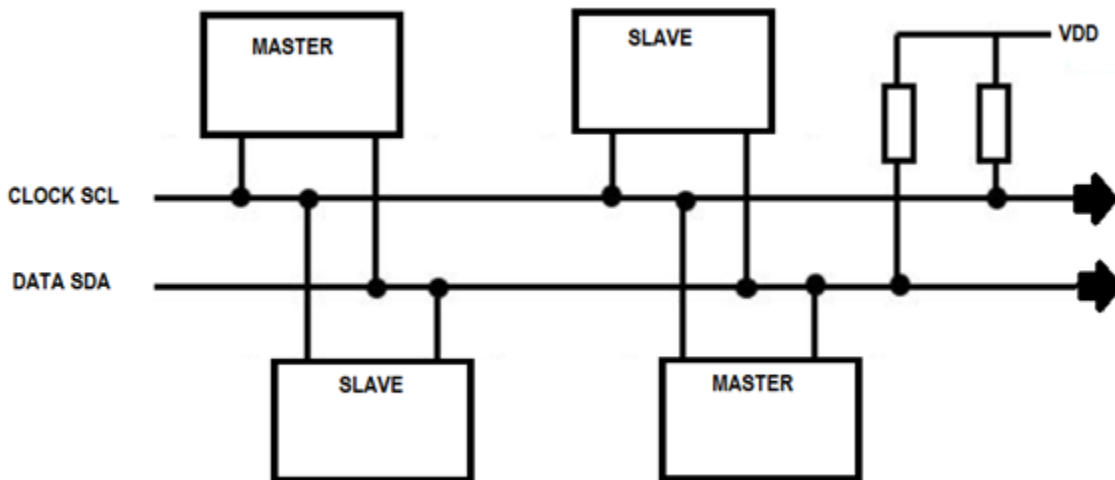 MASTER
SLAVE
VDD
CLOCK SCL
DATA SDA
SLAVE
MASTER